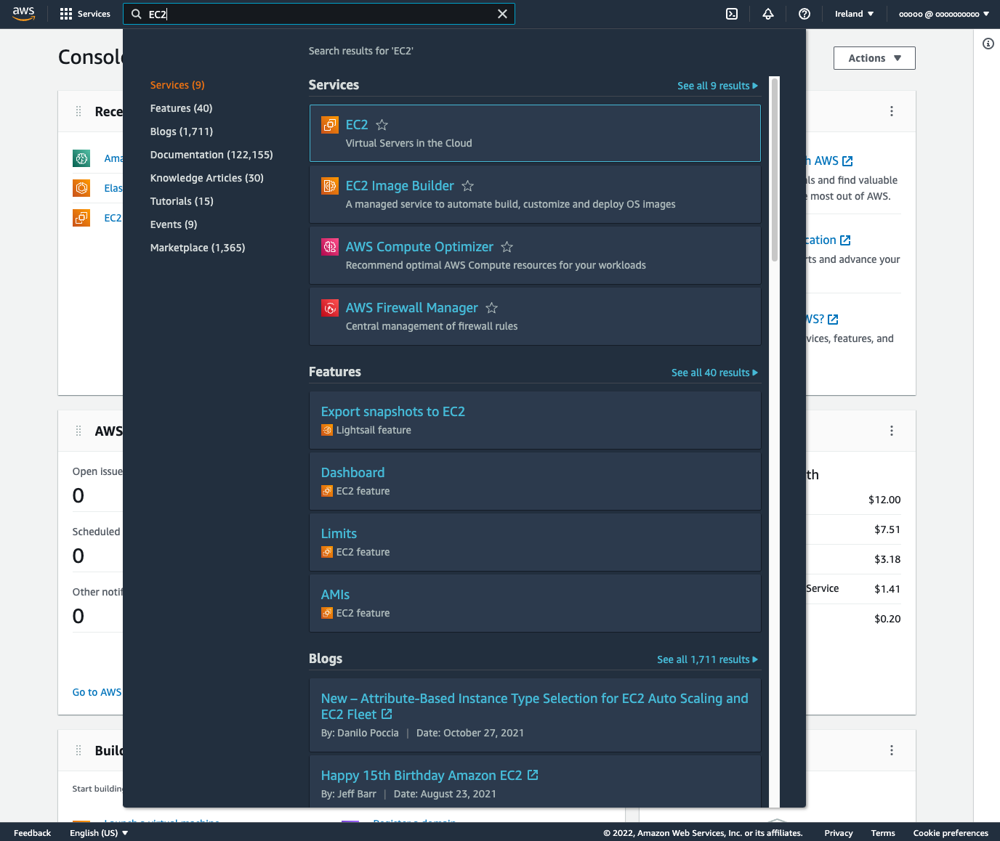 aws
Services
EC2
Ireland
ooooo @ oooooooooo
Search results for 'EC2'
Services (9)
Features (40)
Blogs (1,711)
Documentation (122,155)
Knowledge Articles (30)
Tutorials (15)
Events (9)
Marketplace (1,365)
Services
See all 9 results
EC2
Virtual Servers in the Cloud
EC2 Image Builder
A managed service to automate build, customize and deploy OS images
AWS Compute Optimizer
Recommend optimal AWS Compute resources for your workloads
AWS Firewall Manager
Central management of firewall rules
Features
See all 40 results
Export snapshots to EC2
Lightsail feature
Dashboard
EC2 feature
Limits
EC2 feature
AMIs
EC2 feature
Blogs
See all 1,711 results
New – Attribute-Based Instance Type Selection for EC2 Auto Scaling and
EC2 Fleet
By: Danilo Poccia | Date: October 27, 2021
Happy 15th Birthday Amazon EC2
By: Jeff Barr | Date: August 23, 2021
Consol
Actions
Rece
Ama
Elas
EC2
AWS
Open issue
0
Scheduled
0
Other notif
0
Go to AWS
Build
Start building
h AWS
ls and find valuable
most out of AWS.
cation
rts and advance your
WS?
vices, features, and
th
$12.00
$7.51
$3.18
Service $1.41
$0.20
Launch a virtual machine
Register a domain
Feedback
English (US)
© 2022, Amazon Web Services, Inc. or its affiliates.
Privacy
Terms
Cookie preferences